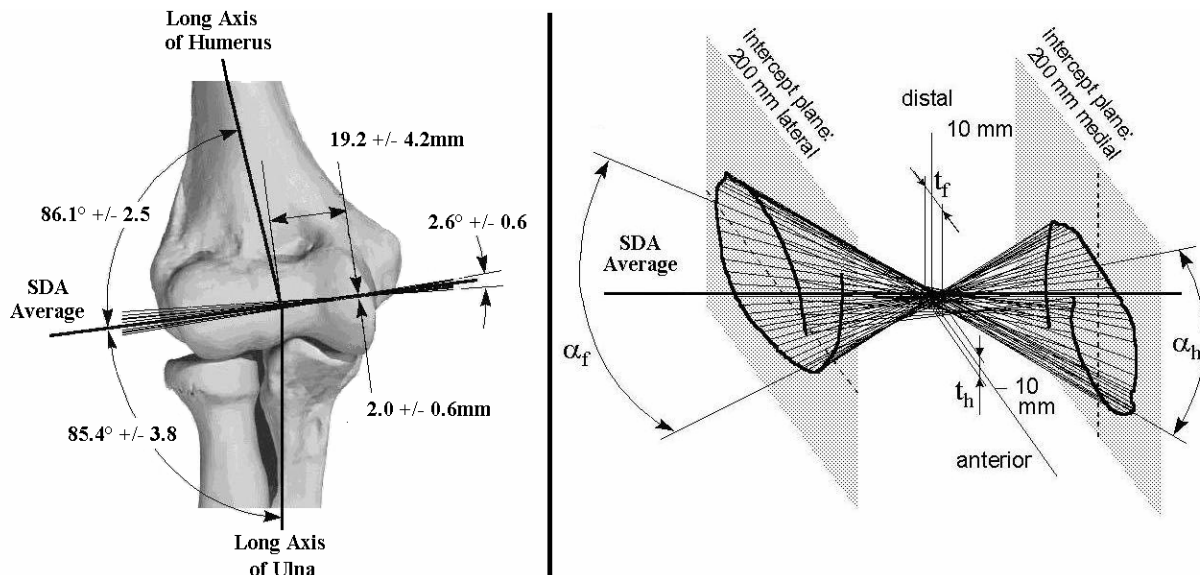 Long Axis
of Humerus
19.2 +/- 4.2mm
86.1° +/- 2.5
2.6° +/- 0.6
SDA
Average
2.0 +/- 0.6mm
85.4° +/- 3.8
Long Axis
of Ulna
intercept plane:
200 mm lateral
distal
10 mm
intercept plane:
200 mm medial
t_f
SDA
Average
α_f
α_h
t_h
10
mm
anterior